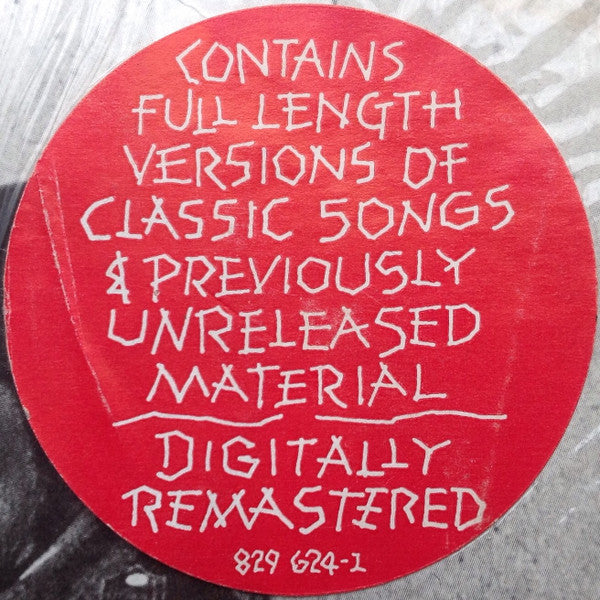 CONTAINS
FULL LENGTH
VERSIONS OF
CLASSIC SONGS
& PREVIOUSLY
UNRELEASED
MATERIAL
DIGITALLY
REMASTERED
829 624-1